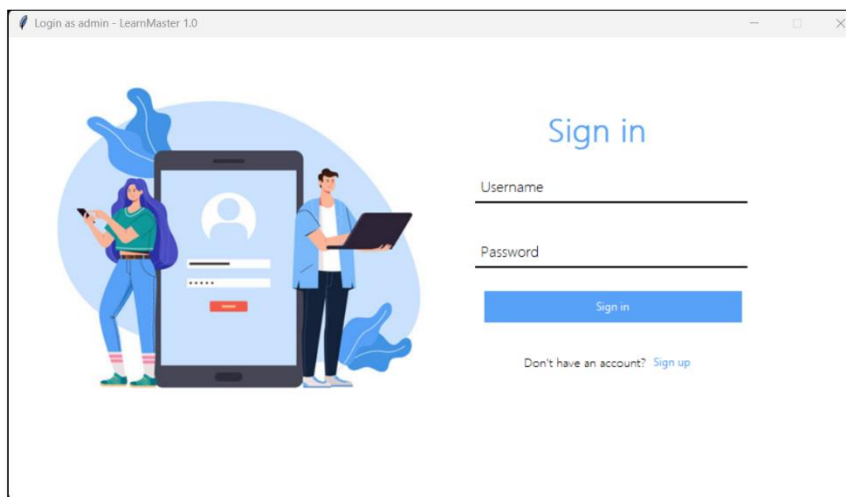 Login as admin - LearnMaster 1.0
Sign in
Username
Password
Sign in
Don't have an account? Sign up